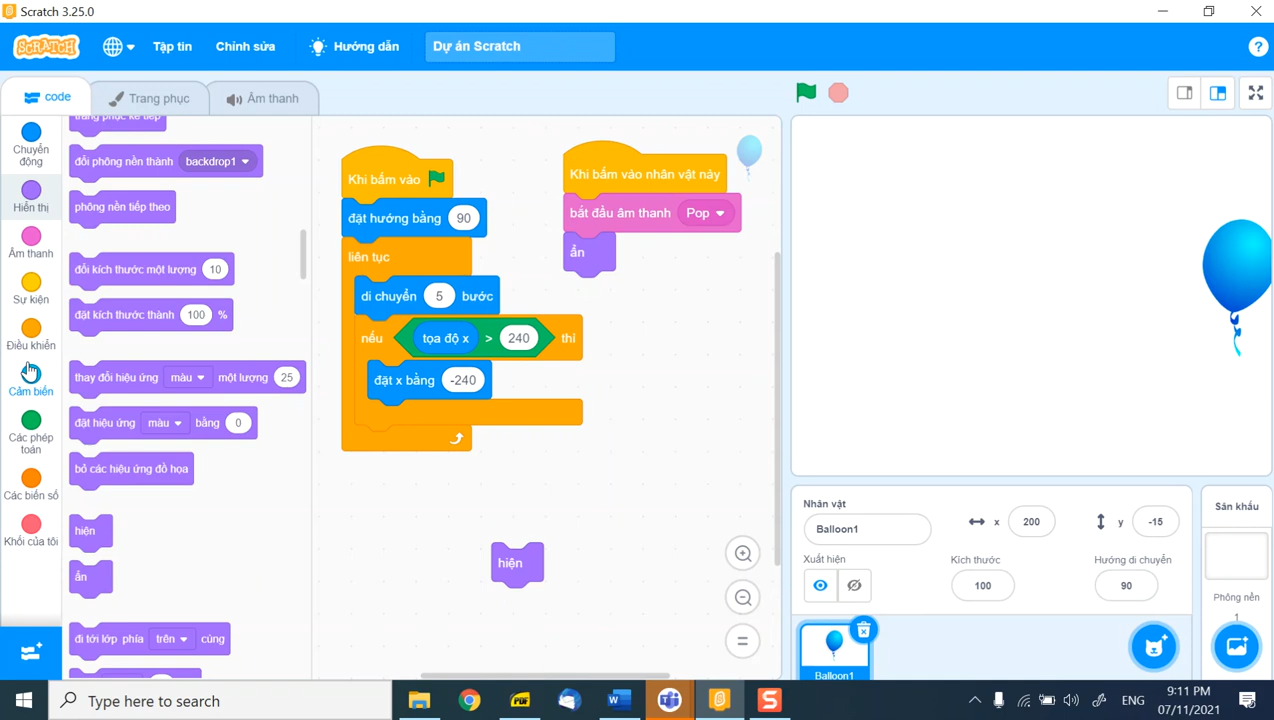 Scratch 3.25.0
SCRATCH Tập tin Chỉnh sửa Hướng dẫn Dự án Scratch ?
code Trang phục Âm thanh
Chuyển động
Hiển thị
Âm thanh
Sự kiện
Điều khiển
Cảm biến
Các phép toán
Các biến số
Khối của tôi
trang phục kế tiếp
đổi phông nền thành backdrop1
phông nền tiếp theo
đổi kích thước một lượng 10
đặt kích thước thành 100 %
thay đổi hiệu ứng màu một lượng 25
đặt hiệu ứng màu bằng 0
bỏ các hiệu ứng đồ họa
hiện
ẩn
đi tới lớp phía trên cùng
Khi bấm vào
đặt hướng bằng 90
liên tục
di chuyển 5 bước
nếu tọa độ x > 240 thì
đặt x bằng -240
Khi bấm vào nhân vật này
bắt đầu âm thanh Pop
ẩn
hiện
Nhân vật
Balloon1
x 200 y -15
Xuất hiện Kích thước Hướng di chuyển
100 90
Balloon1
Sân khấu
Phông nền
1
Type here to search
PDF
W
S
ENG
9:11 PM
07/11/2021